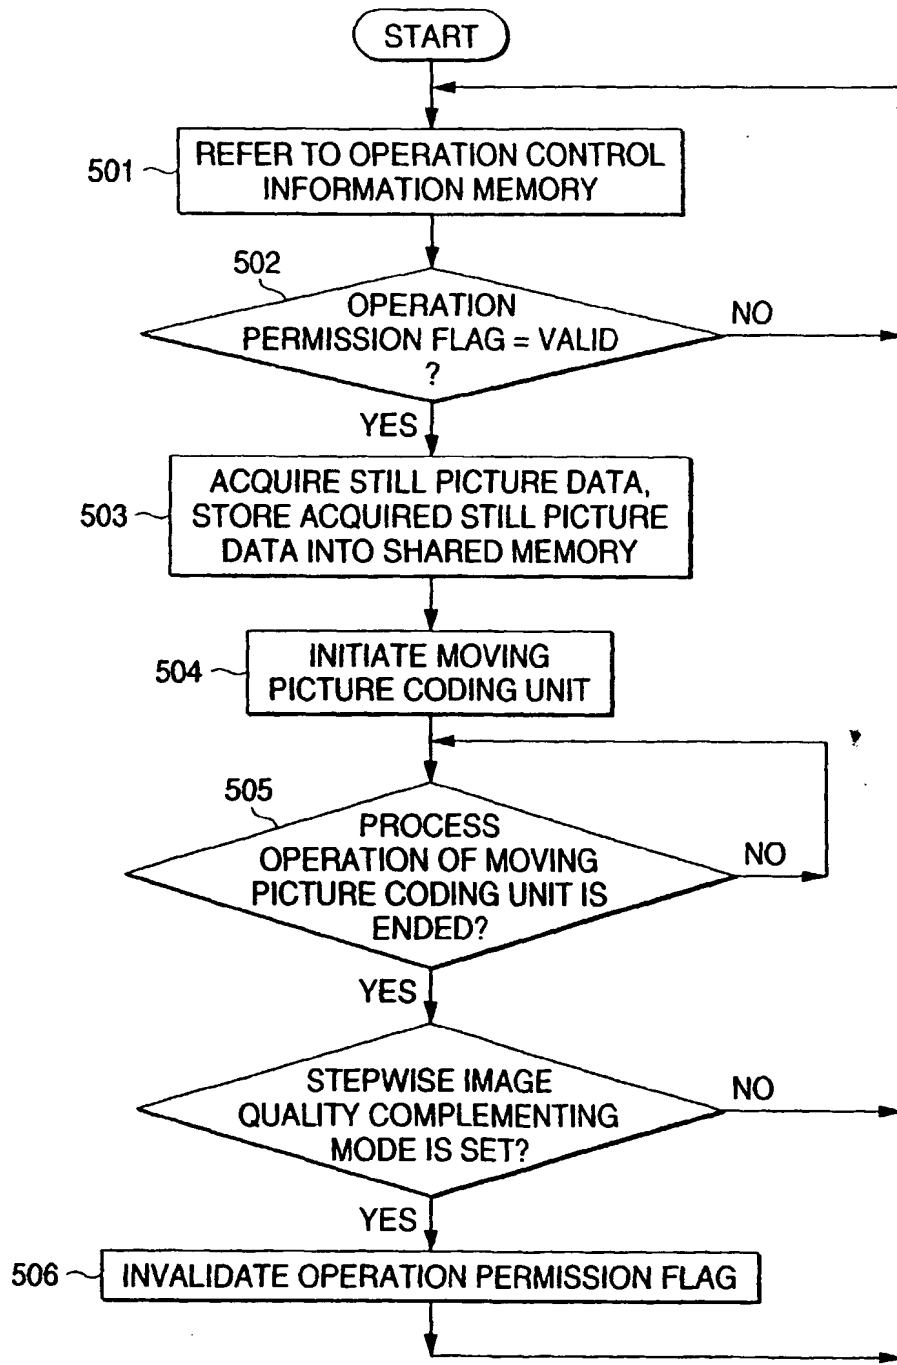 START
501
REFER TO OPERATION CONTROL
INFORMATION MEMORY
502
OPERATION
PERMISSION FLAG = VALID
?
NO
YES
503
ACQUIRE STILL PICTURE DATA,
STORE ACQUIRED STILL PICTURE
DATA INTO SHARED MEMORY
504
INITIATE MOVING
PICTURE CODING UNIT
505
PROCESS
OPERATION OF MOVING
PICTURE CODING UNIT IS
ENDED?
NO
YES
STEPWISE IMAGE
QUALITY COMPLEMENTING
MODE IS SET?
NO
YES
506
INVALIDATE OPERATION PERMISSION FLAG